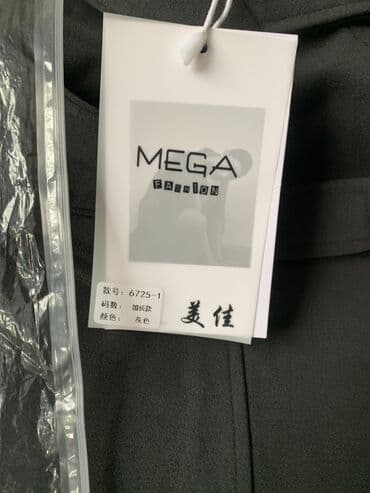 MEGA
FASHION
款号: 6725-1
码数: 加长款
颜色: 灰色
美佳